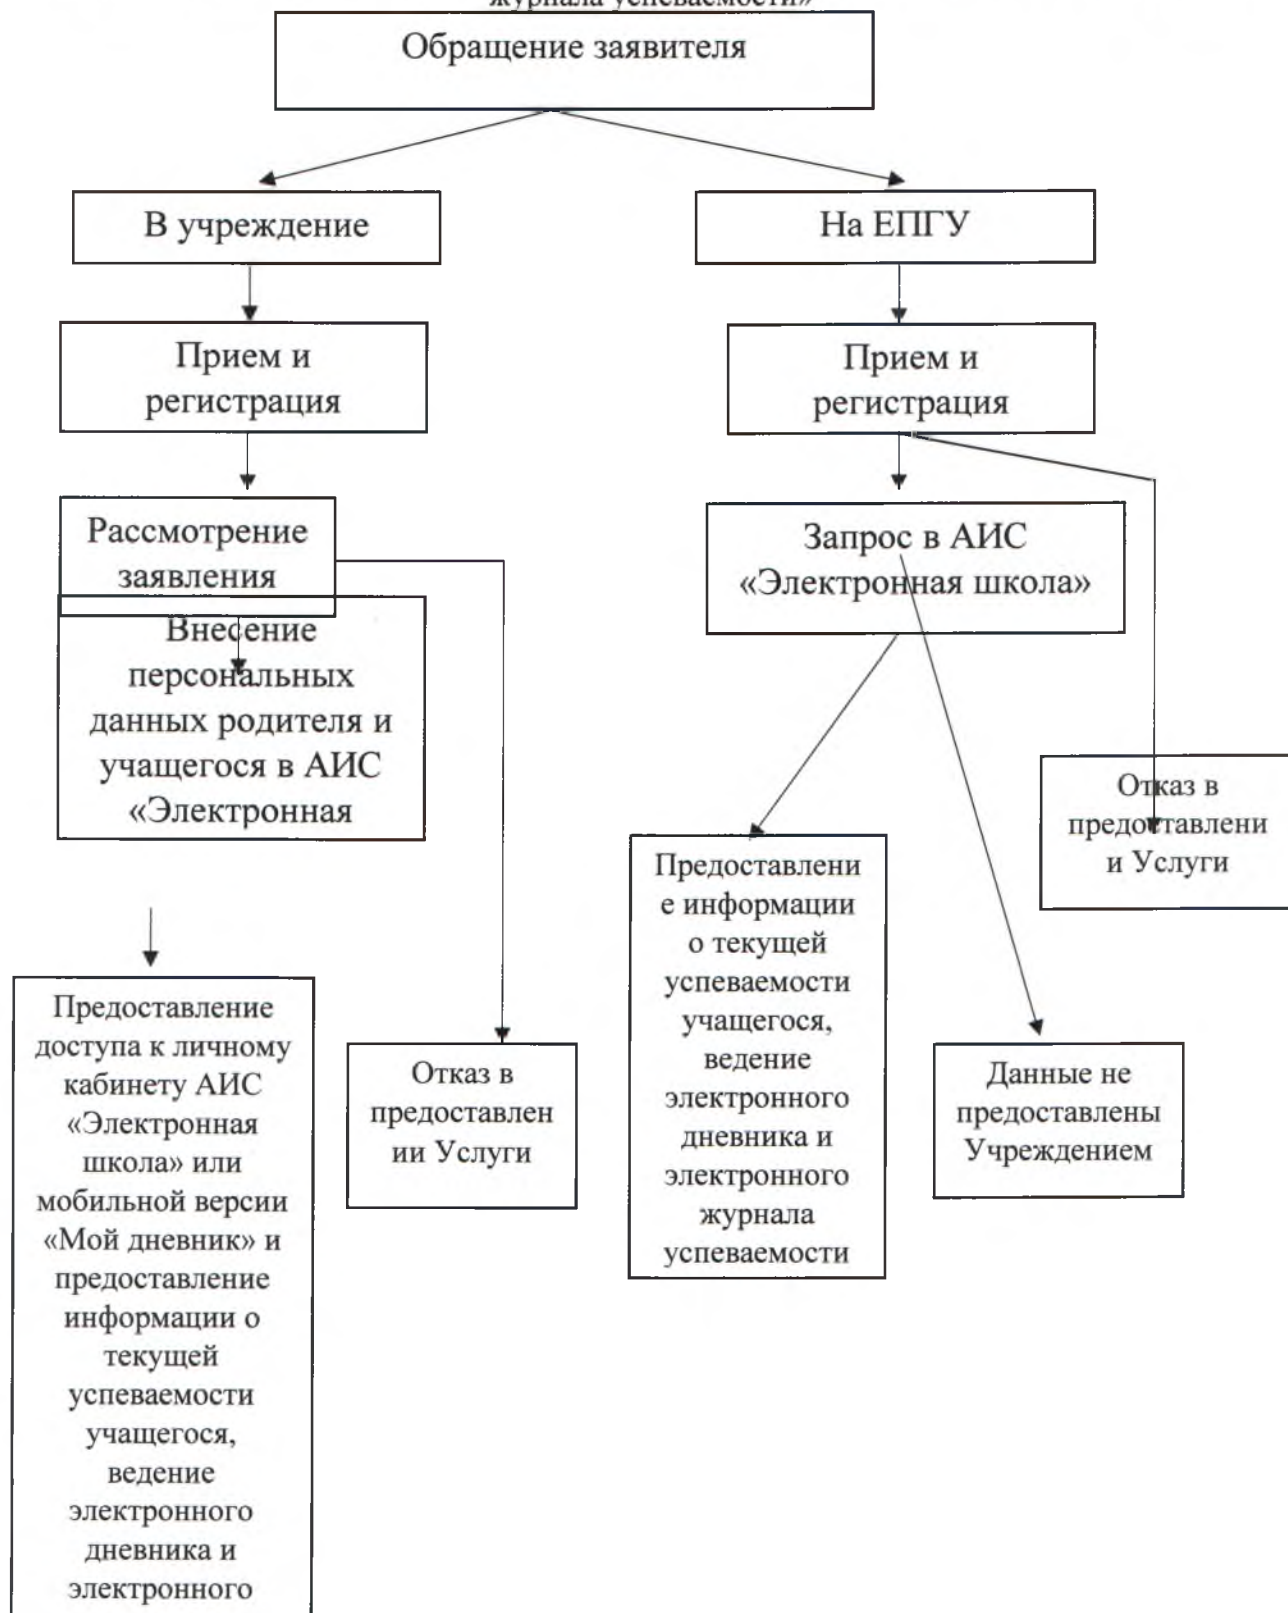 журнала успеваемости»
Обращение заявителя
В учреждение
На ЕПГУ
Прием и
регистрация
Прием и
регистрация
Рассмотрение
заявления
Запрос в АИС
«Электронная школа»
Внесение
персональных
данных родителя и
учащегося в АИС
«Электронная
Отказ в
предоставлени
и Услуги
Предоставлени
е информации
о текущей
успеваемости
учащегося,
ведение
электронного
дневника и
электронного
журнала
успеваемости
Предоставление
доступа к личному
кабинету АИС
«Электронная
школа» или
мобильной версии
«Мой дневник» и
предоставление
информации о
текущей
успеваемости
учащегося,
ведение
электронного
дневника и
электронного
Отказ в
предоставлен
ии Услуги
Данные не
предоставлены
Учреждением